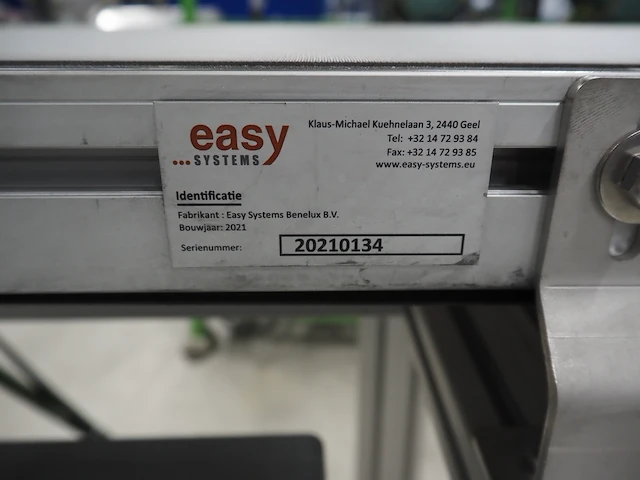 easy
...SYSTEMS
Klaus-Michael Kuehnelaan 3, 2440 Geel
Tel: +32 14 72 93 84
Fax: +32 14 72 93 85
www.easy-systems.eu
Identificatie
Fabrikant : Easy Systems Benelux B.V.
Bouwjaar: 2021
Serienummer: 20210134